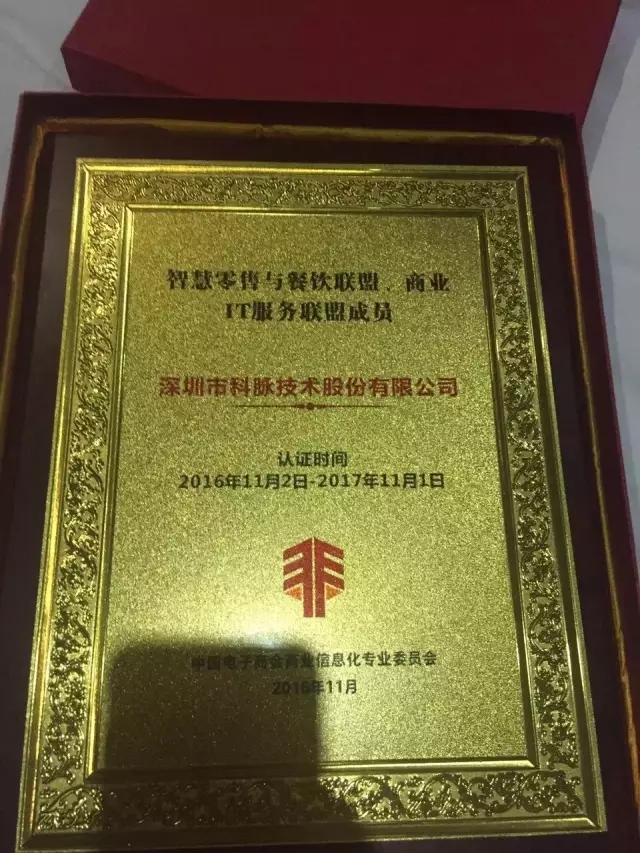 智慧零售与餐饮联盟、商业
IT服务联盟成员
深圳市科脉技术股份有限公司
认证时间
2016年11月2日-2017年11月1日
中国电子商会商业信息化专业委员会
2016年11月